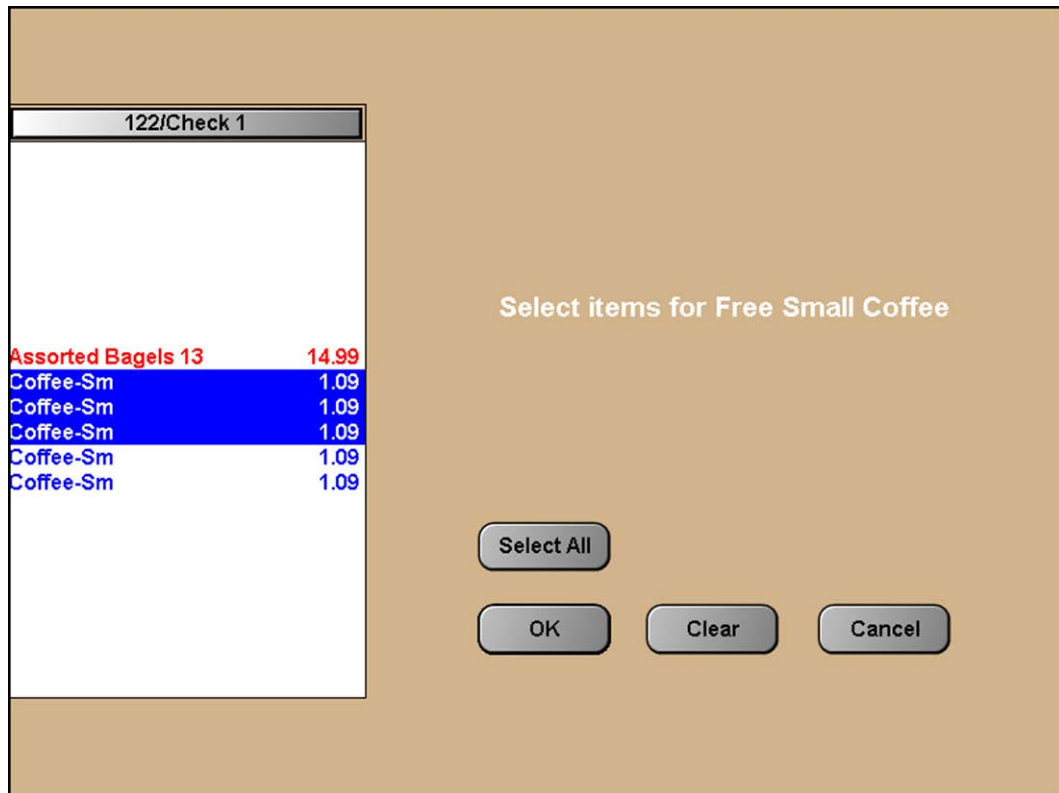 122/Check 1
Select items for Free Small Coffee
Assorted Bagels 13 14.99
Coffee-Sm 1.09
Coffee-Sm 1.09
Coffee-Sm 1.09
Coffee-Sm 1.09
Coffee-Sm 1.09
Select All
OK Clear Cancel